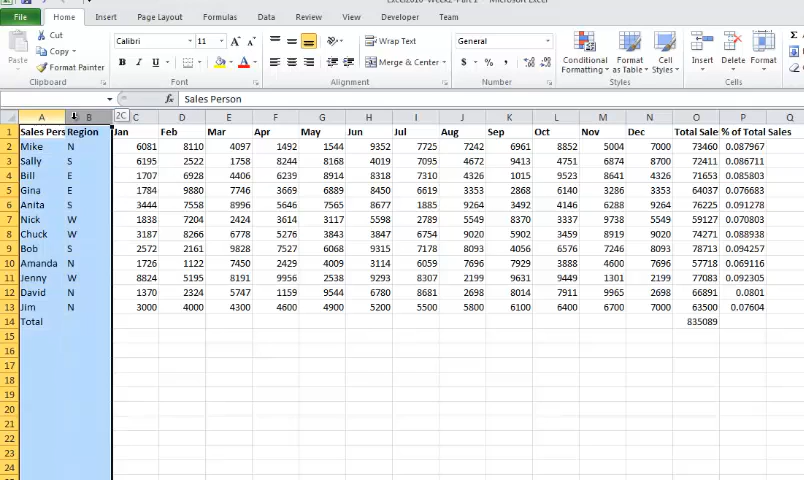 Excel2010-Week2-Part 1 - Microsoft Excel
File Home Insert Page Layout Formulas Data Review View Developer Team
Cut
Copy
Format Painter
Paste
Clipboard
Calibri 11 A A
B I U
Font
Wrap Text
Merge & Center
Alignment
General
$ % ,
Number
Conditional Formatting
Format as Table
Cell Styles
Styles
Insert Delete Format
Cells
fx Sales Person
2C
A B C D E F G H I J K L M N O P Q
1 Sales Pers Region Jan Feb Mar Apr May Jun Jul Aug Sep Oct Nov Dec Total Sale % of Total Sales
2 Mike N 6081 8110 4097 1492 1544 9352 7725 7242 6961 8852 5004 7000 73460 0.087967
3 Sally S 6195 2522 1758 8244 8168 4019 7095 4672 9413 4751 6874 8700 72411 0.086711
4 Bill E 1707 6928 4406 6239 8914 8318 7310 4326 1015 9523 8641 4326 71653 0.085803
5 Gina E 1784 9880 7746 3669 6889 8450 6619 3353 2868 6140 3286 3353 64037 0.076683
6 Anita S 3444 7558 8996 5646 7565 8677 1885 9264 3492 4146 6288 9264 76225 0.091278
7 Nick W 1838 7204 2424 3614 3117 5598 2789 5549 8370 3337 9738 5549 59127 0.070803
8 Chuck W 3187 8266 6778 5276 3843 3847 6754 9020 5902 3459 8919 9020 74271 0.088938
9 Bob S 2572 2161 9828 7527 6068 9315 7178 8093 4056 6576 7246 8093 78713 0.094257
10 Amanda N 1726 1122 7450 2429 4009 3114 6059 7696 7929 3888 4600 7696 57718 0.069116
11 Jenny W 8824 5195 8191 9956 2538 9293 8307 2199 9631 9449 1301 2199 77083 0.092305
12 David N 1370 2324 5747 1159 9544 6780 8681 2698 8014 7911 9965 2698 66891 0.0801
13 Jim N 3000 4000 4300 4600 4900 5200 5500 5800 6100 6400 6700 7000 63500 0.07604
14 Total 835089
15
16
17
18
19
20
21
22
23
24